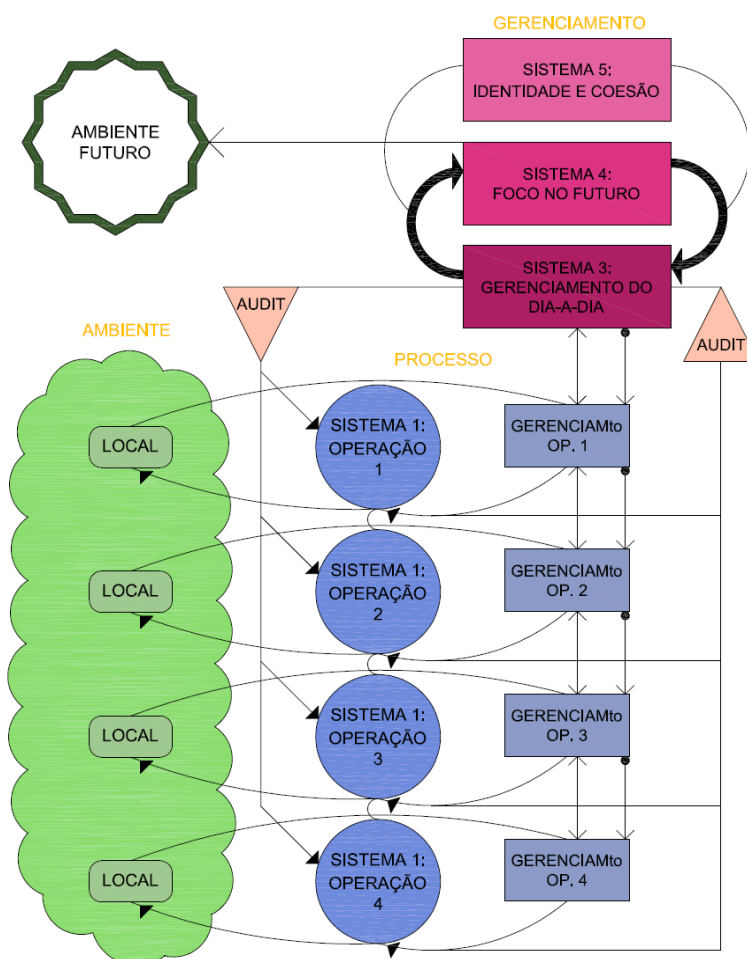 GERENCIAMENTO
SISTEMA 5:
IDENTIDADE E COESÃO
AMBIENTE
FUTURO
SISTEMA 4:
FOCO NO FUTURO
SISTEMA 3:
GERENCIAMENTO DO
DIA-A-DIA
AUDIT
AUDIT
AMBIENTE
PROCESSO
LOCAL
SISTEMA 1:
OPERAÇÃO
1
GERENCIAMto
OP. 1
LOCAL
SISTEMA 1:
OPERAÇÃO
2
GERENCIAMto
OP. 2
LOCAL
SISTEMA 1:
OPERAÇÃO
3
GERENCIAMto
OP. 3
LOCAL
SISTEMA 1:
OPERAÇÃO
4
GERENCIAMto
OP. 4